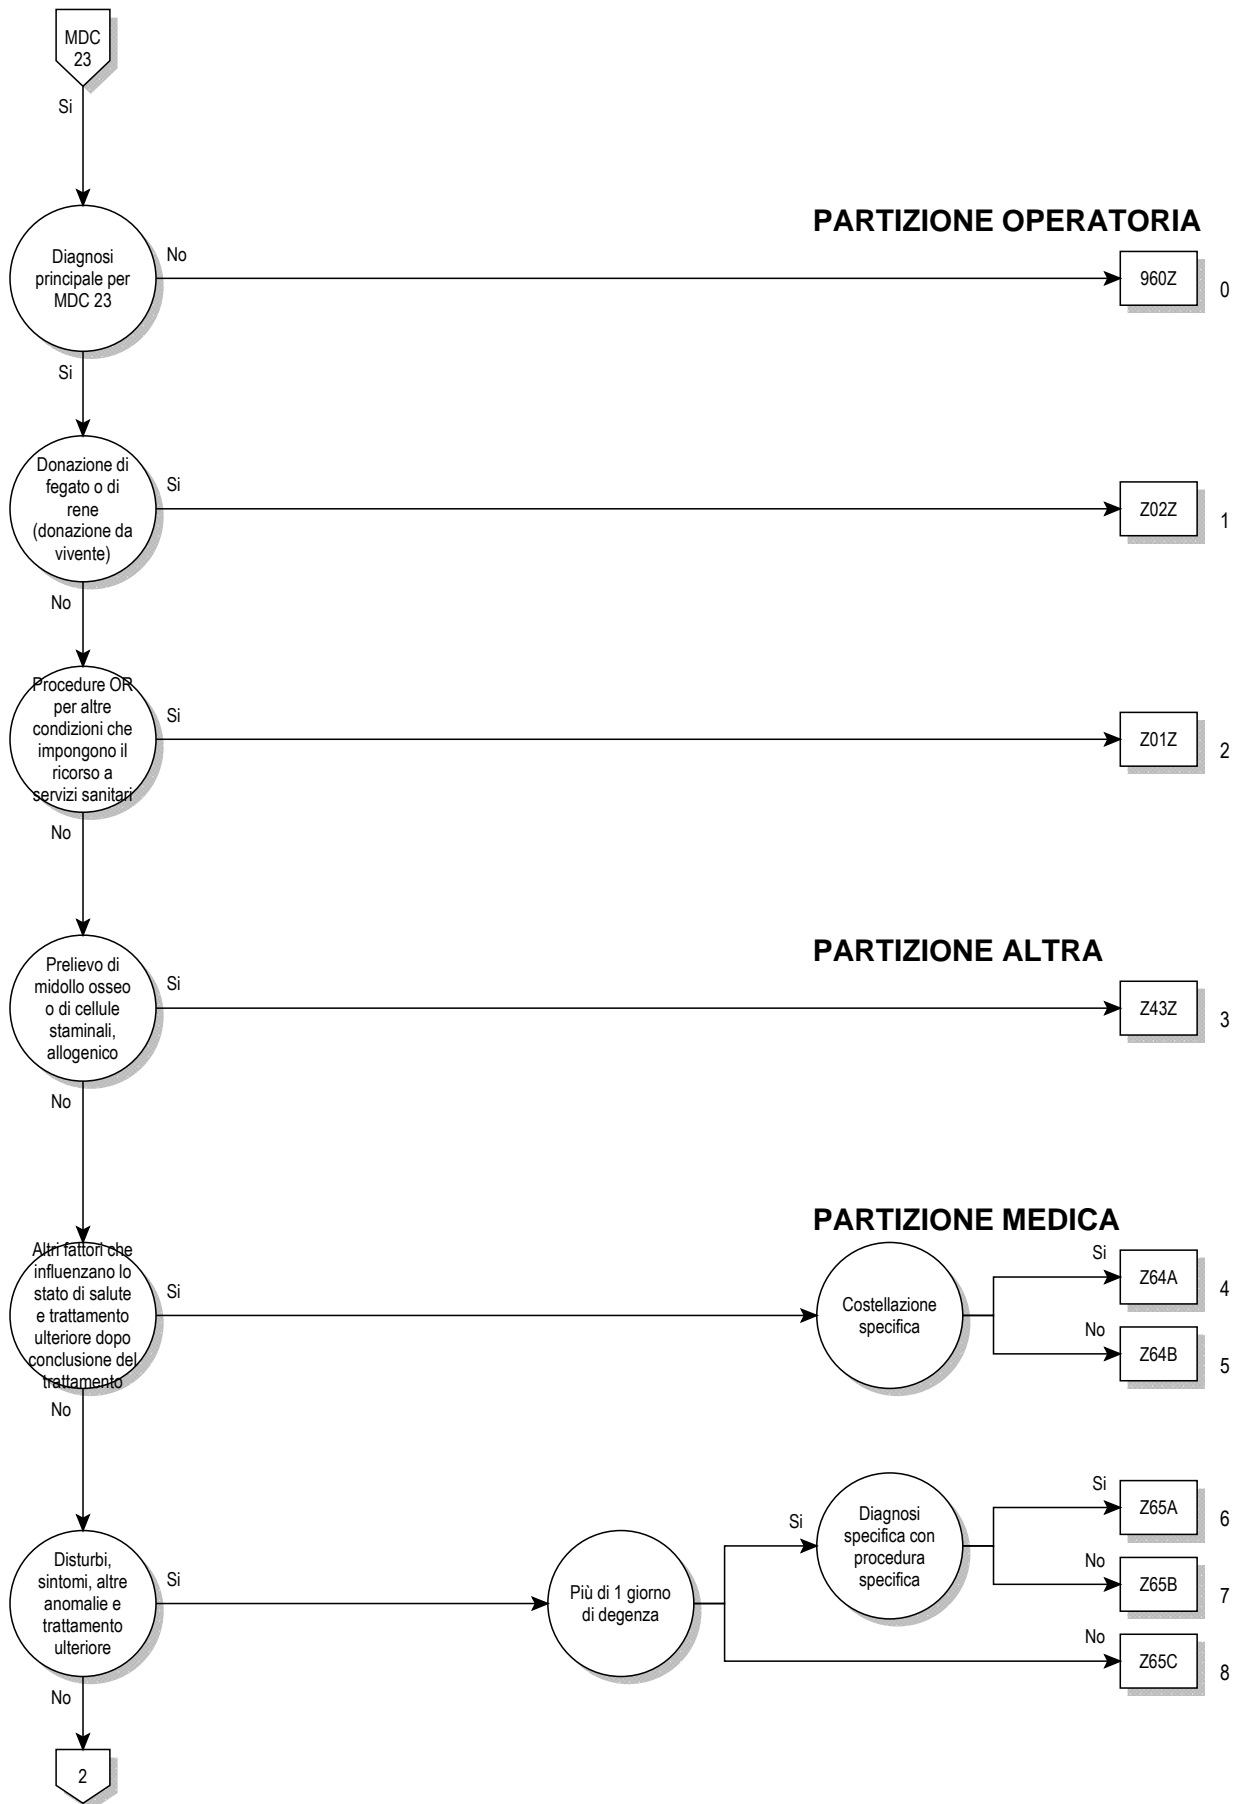 MDC
23
Si
PARTIZIONE OPERATORIA
Diagnosi
principale per
MDC 23
No
960Z
0
Si
Donazione di
fegato o di
rene
(donazione da
vivente)
Si
Z02Z
1
No
Procedure OR
per altre
condizioni che
impongono il
ricorso a
servizi sanitari
Si
Z01Z
2
No
PARTIZIONE ALTRA
Prelievo di
midollo osseo
o di cellule
staminali,
allogenico
Si
Z43Z
3
No
PARTIZIONE MEDICA
Altri fattori che
influenzano lo
stato di salute
e trattamento
ulteriore dopo
conclusione del
trattamento
Si
Costellazione
specifica
Si
Z64A
4
No
Z64B
5
No
Disturbi,
sintomi, altre
anomalie e
trattamento
ulteriore
Si
Più di 1 giorno
di degenza
Si
Diagnosi
specifica con
procedura
specifica
Si
Z65A
6
No
Z65B
7
No
Z65C
8
No
2